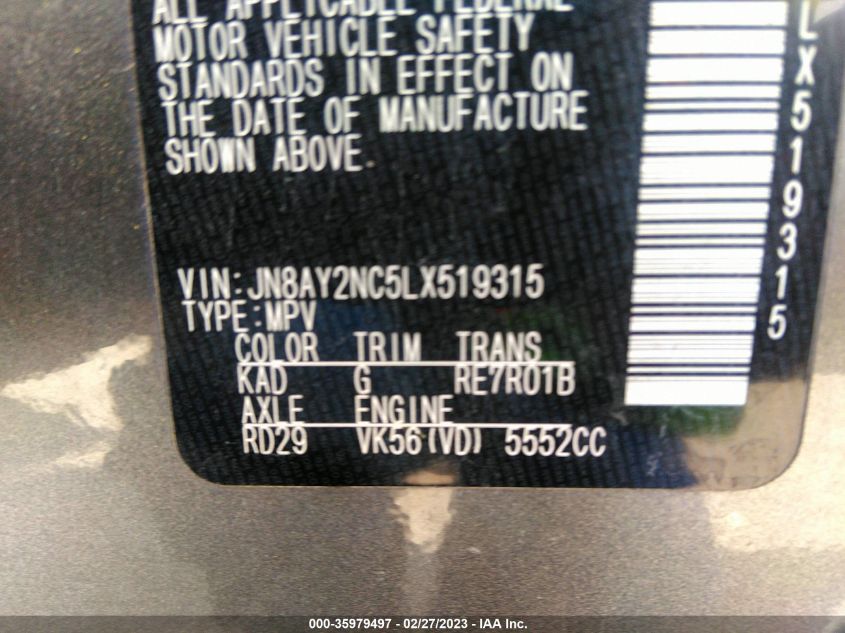 ALL APPLICABLE FEDERAL
MOTOR VEHICLE SAFETY
STANDARDS IN EFFECT ON
THE DATE OF MANUFACTURE
SHOWN ABOVE.
VIN:JN8AY2NC5LX519315
TYPE:MPV
COLOR TRIM TRANS
KAD G RE7R01B
AXLE ENGINE
RD29 VK56(VD) 5552CC
LX519315
000-35979497 - 02/27/2023 - IAA Inc.